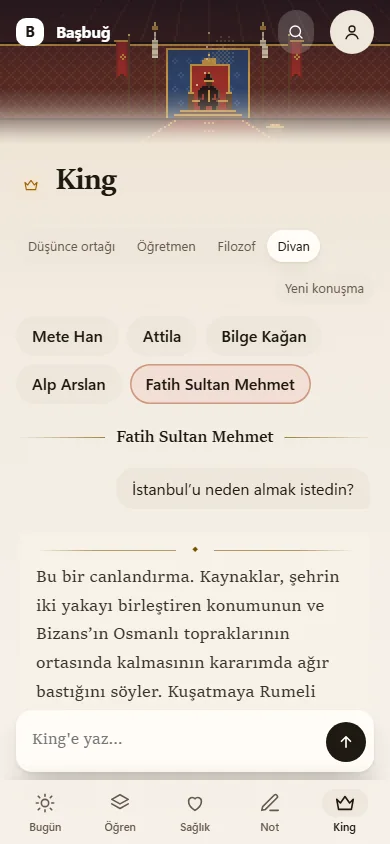 B Başbuğ
King
Düşünce ortağı Öğretmen Filozof Divan
Yeni konuşma
Mete Han Attila Bilge Kağan
Alp Arslan Fatih Sultan Mehmet
Fatih Sultan Mehmet
İstanbul’u neden almak istedin?
Bu bir canlandırma. Kaynaklar, şehrin
iki yakayı birleştiren konumunun ve
Bizans’ın Osmanlı topraklarının
ortasında kalmasının kararımda ağır
bastığını söyler. Kuşatmaya Rumeli
King'e yaz...
Bugün Öğren Sağlık Not King